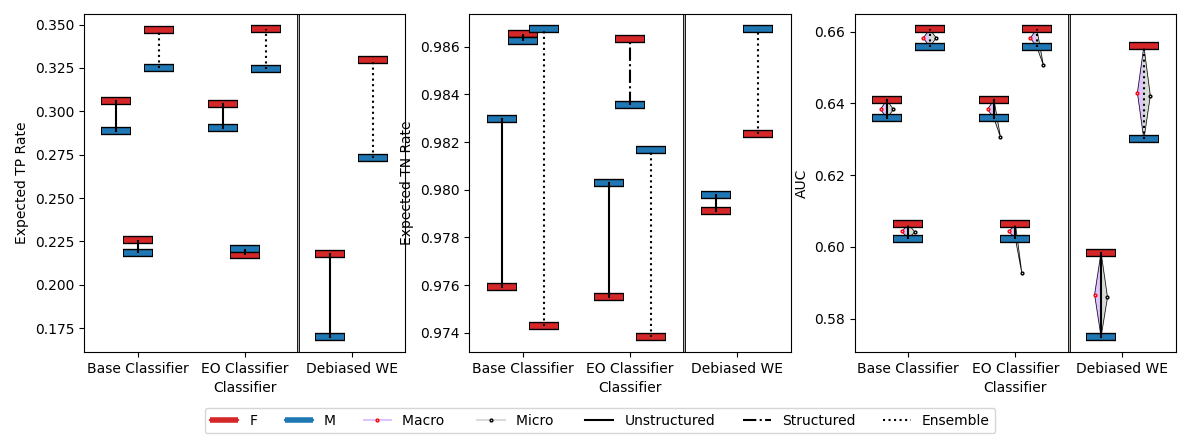 Expected TP Rate
0.350
0.325
0.300
0.275
0.250
0.225
0.200
0.175
Base Classifier EO Classifier Debiased WE
Classifier
Expected TN Rate
0.986
0.984
0.982
0.980
0.978
0.976
0.974
Base Classifier EO Classifier Debiased WE
Classifier
AUC
0.66
0.64
0.62
0.60
0.58
Base Classifier EO Classifier Debiased WE
Classifier
F M Macro Micro Unstructured Structured Ensemble